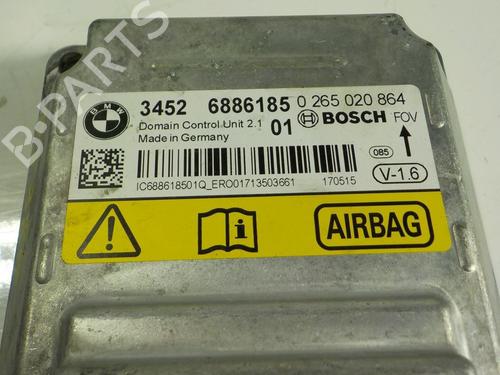 B-PARTS
BMW
3452 6886185 0 265 020 864
Domain Control Unit 2.1 01 BOSCH FOV
Made in Germany
085
V-1.6
IC688618501Q_ERO01713503661 170515
AIRBAG